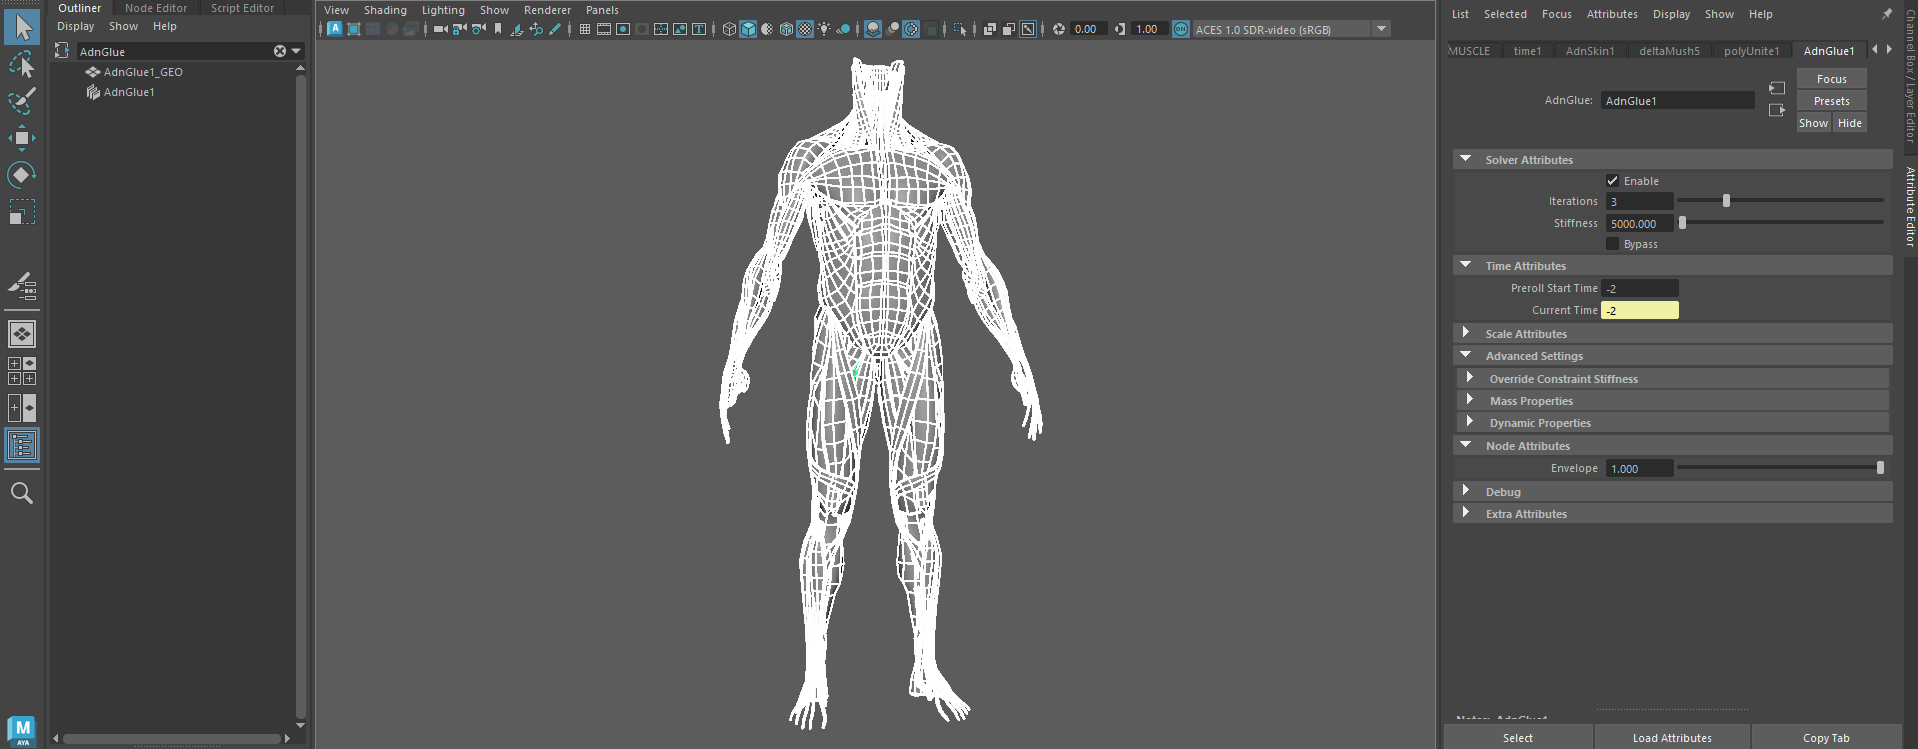 Outliner
Node Editor
Script Editor
Display
Show
Help
AdnGlue
AdnGlue1_GEO
AdnGlue1
M
AYA
View
Shading
Lighting
Show
Renderer
Panels
A
T
0.00
1.00
ON
ACES 1.0 SDR-video (sRGB)
List
Selected
Focus
Attributes
Display
Show
Help
MUSCLE
time1
AdnSkin1
deltaMush5
polyUnite1
AdnGlue1
AdnGlue:
AdnGlue1
Focus
Presets
Show
Hide
Solver Attributes
Enable
Iterations
3
Stiffness
5000.000
Bypass
Time Attributes
Preroll Start Time
-2
Current Time
-2
Scale Attributes
Advanced Settings
Override Constraint Stiffness
Mass Properties
Dynamic Properties
Node Attributes
Envelope
1.000
Debug
Extra Attributes
Notes: AdnGlue1
Select
Load Attributes
Copy Tab
Channel Box / Layer Editor
Attribute Editor